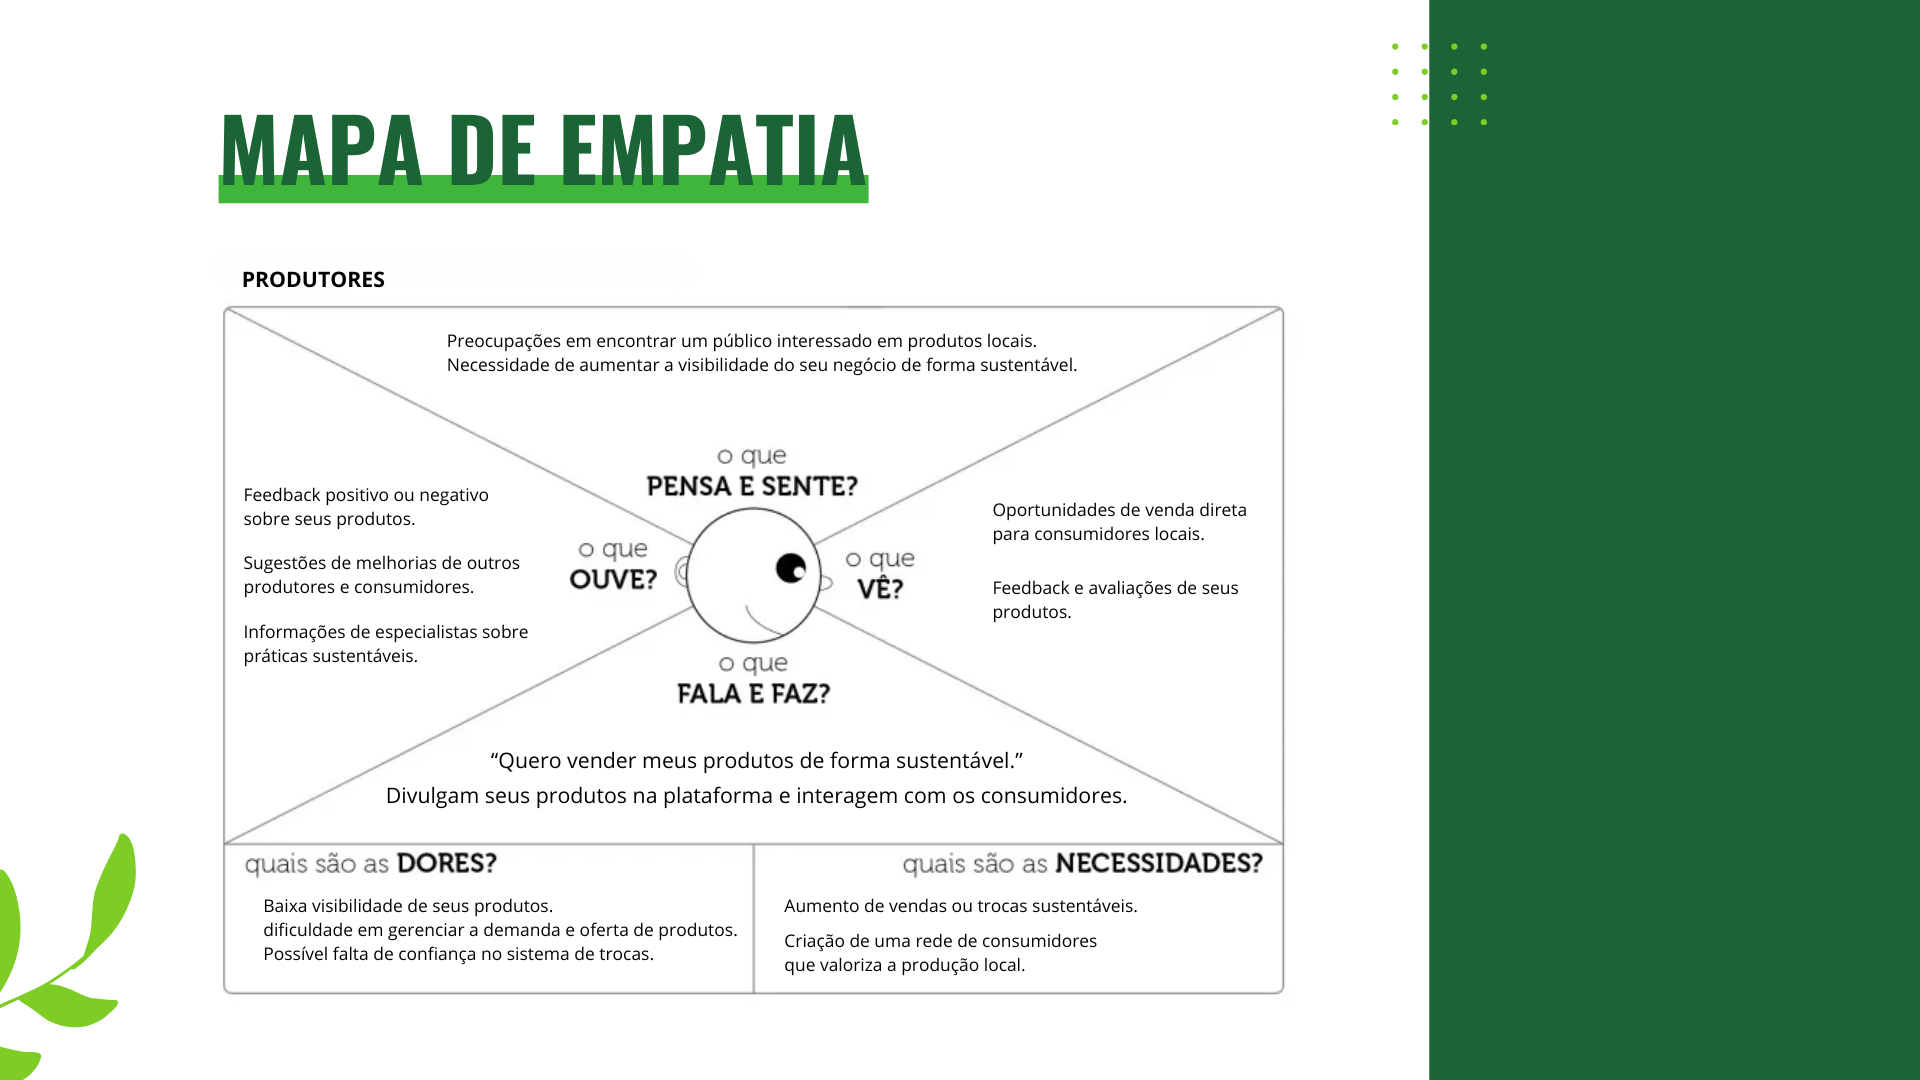 MAPA DE EMPATIA
PRODUTORES
Preocupações em encontrar um público interessado em produtos locais.
Necessidade de aumentar a visibilidade do seu negócio de forma sustentável.
o que
PENSA E SENTE?
Feedback positivo ou negativo
sobre seus produtos.
Sugestões de melhorias de outros
produtores e consumidores.
Informações de especialistas sobre
práticas sustentáveis.
o que
OUVE?
o que
VÊ?
Oportunidades de venda direta
para consumidores locais.
Feedback e avaliações de seus
produtos.
o que
FALA E FAZ?
“Quero vender meus produtos de forma sustentável.”
Divulgam seus produtos na plataforma e interagem com os consumidores.
quais são as DORES?
Baixa visibilidade de seus produtos.
dificuldade em gerenciar a demanda e oferta de produtos.
Possível falta de confiança no sistema de trocas.
quais são as NECESSIDADES?
Aumento de vendas ou trocas sustentáveis.
Criação de uma rede de consumidores
que valoriza a produção local.